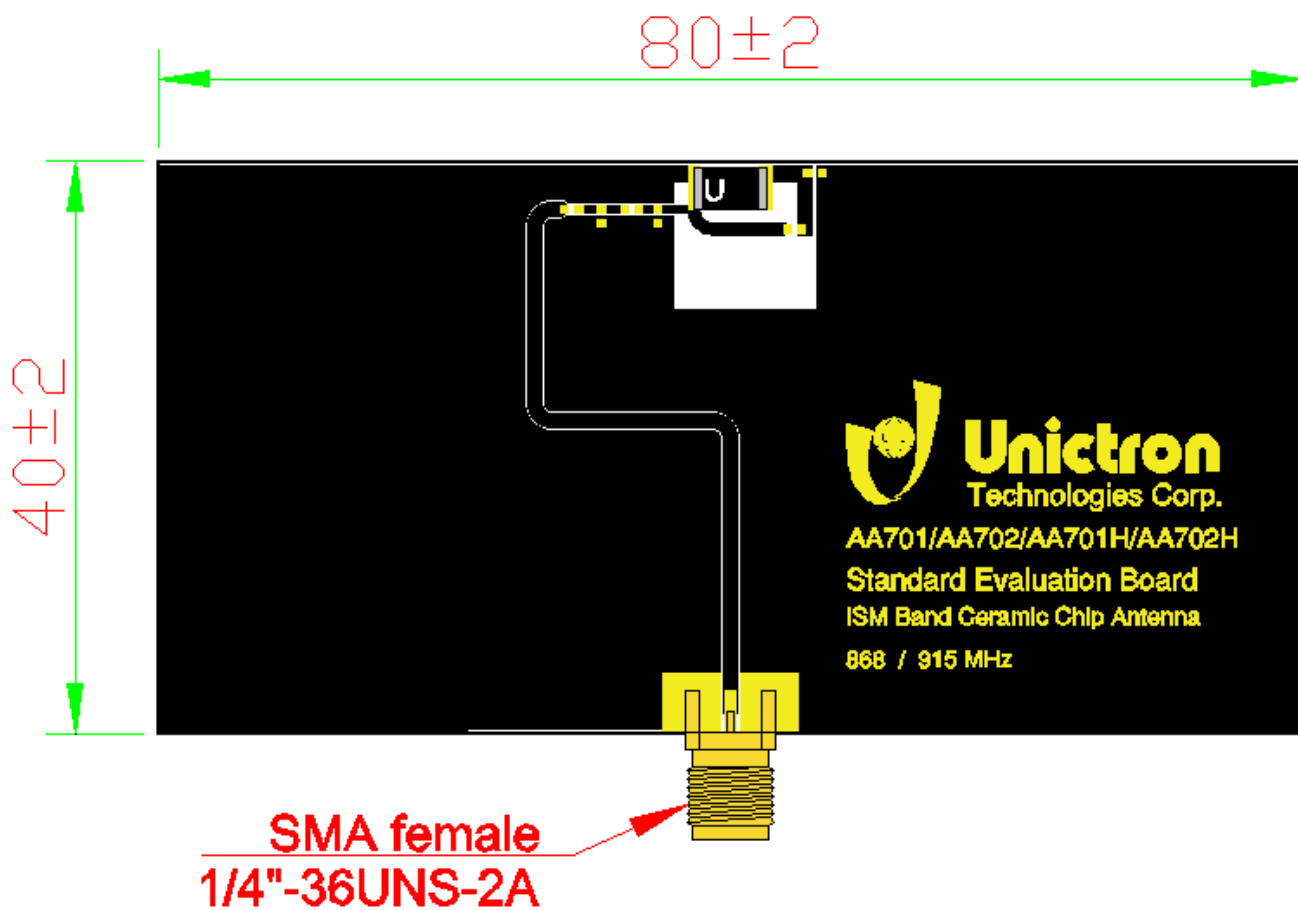 80±2
40±2
U
Unictron
Technologies Corp.
AA701/AA702/AA701H/AA702H
Standard Evaluation Board
ISM Band Ceramic Chip Antenna
868 / 915 MHz
SMA female
1/4"-36UNS-2A